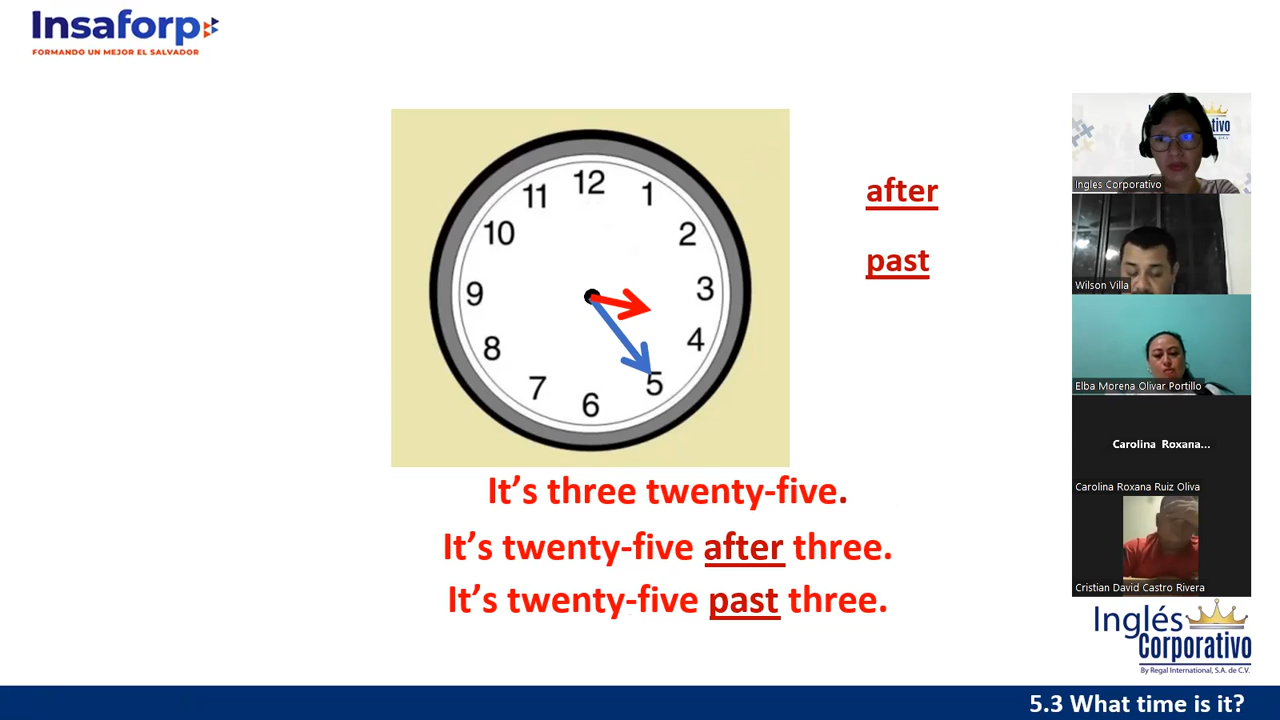 Insaforp
FORMANDO UN MEJOR EL SALVADOR
12
11
1
10
2
9
3
8
4
7
5
6
after
past
It's three twenty-five.
It's twenty-five after three.
It's twenty-five past three.
Ingles Corporativo
Wilson Villa
Elba Morena Olivar Portillo
Carolina Roxana...
Carolina Roxana Ruiz Oliva
Cristian David Castro Rivera
Inglés
Corporativo
By Regal International, S.A. de C.V.
5.3 What time is it?